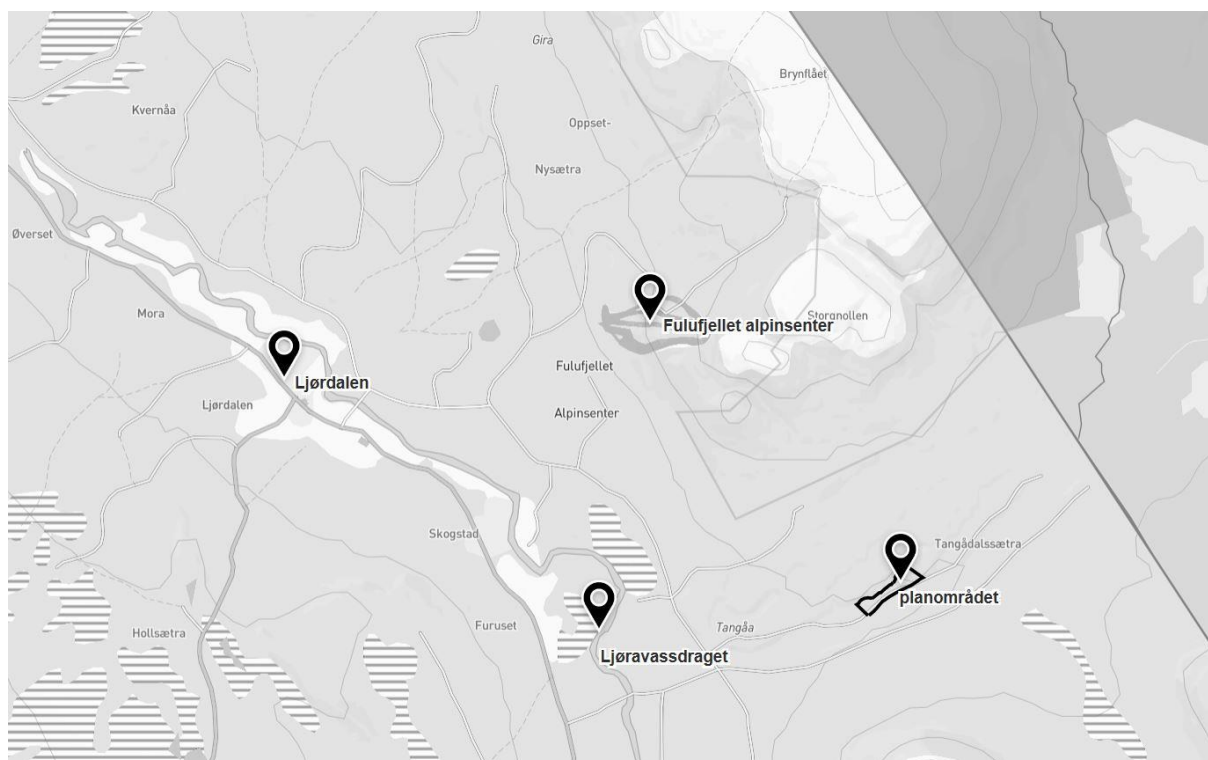 Gira
Brynflået
Kvernåa
Oppset-
Nysætra
Øverset
Mora
Storgnollen
Fulufjellet alpinsenter
Fulufjellet
Ljørdalen
Ljørdalen
Alpinsenter
Skogstad
Tangådalssætra
planområdet
Hollsætra
Furuset
Tangåa
Ljøravassdraget